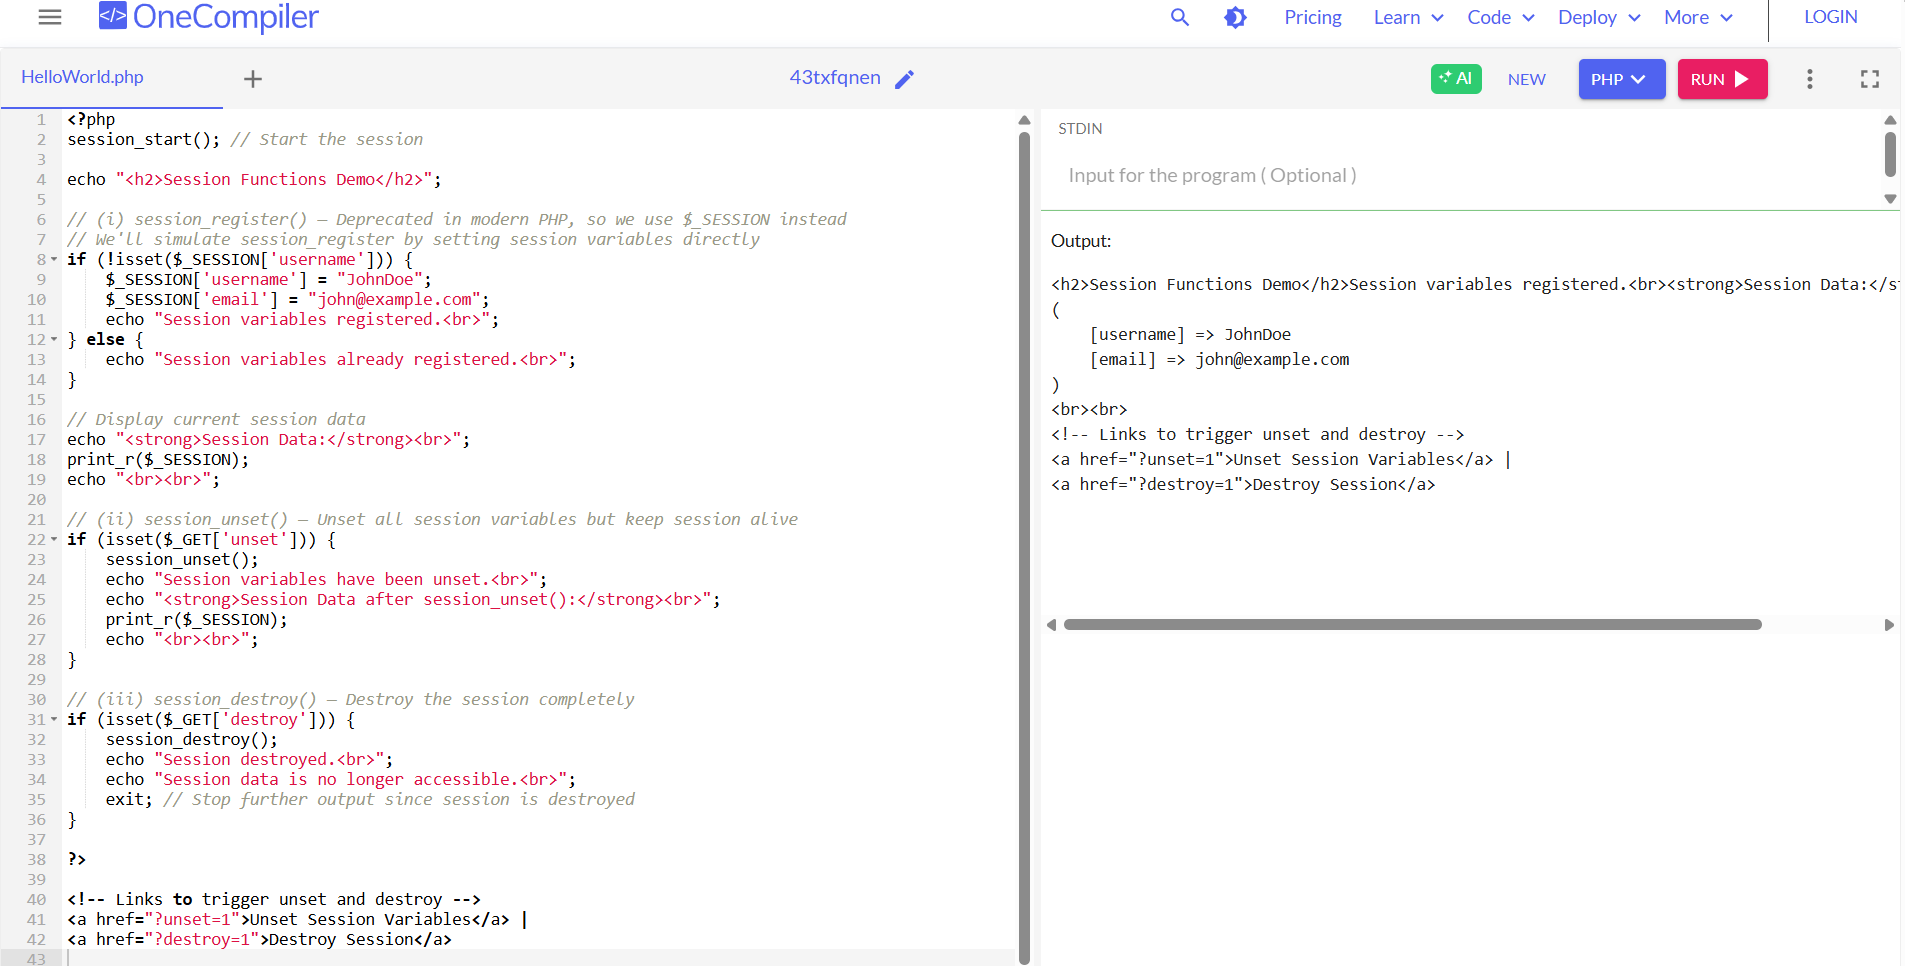 </> OneCompiler
Pricing Learn Code Deploy More LOGIN
HelloWorld.php + 43txfqnen AI NEW PHP RUN
1 <?php
2 session_start(); // Start the session
3
4 echo "<h2>Session Functions Demo</h2>";
5
6 // (i) session_register() – Deprecated in modern PHP, so we use $_SESSION instead
7 // We'll simulate session_register by setting session variables directly
8 if (!isset($_SESSION['username'])) {
9     $_SESSION['username'] = "JohnDoe";
10     $_SESSION['email'] = "john@example.com";
11     echo "Session variables registered.<br>";
12 } else {
13     echo "Session variables already registered.<br>";
14 }
15
16 // Display current session data
17 echo "<strong>Session Data:</strong><br>";
18 print_r($_SESSION);
19 echo "<br><br>";
20
21 // (ii) session_unset() – Unset all session variables but keep session alive
22 if (isset($_GET['unset'])) {
23     session_unset();
24     echo "Session variables have been unset.<br>";
25     echo "<strong>Session Data after session_unset():</strong><br>";
26     print_r($_SESSION);
27     echo "<br><br>";
28 }
29
30 // (iii) session_destroy() – Destroy the session completely
31 if (isset($_GET['destroy'])) {
32     session_destroy();
33     echo "Session destroyed.<br>";
34     echo "Session data is no longer accessible.<br>";
35     exit; // Stop further output since session is destroyed
36 }
37
38 ?>
39
40 <!-- Links to trigger unset and destroy -->
41 <a href="?unset=1">Unset Session Variables</a> |
42 <a href="?destroy=1">Destroy Session</a>
43
STDIN
Input for the program ( Optional )
Output:
<h2>Session Functions Demo</h2>Session variables registered.<br><strong>Session Data:</s
(
    [username] => JohnDoe
    [email] => john@example.com
)
<br><br>
<!-- Links to trigger unset and destroy -->
<a href="?unset=1">Unset Session Variables</a> |
<a href="?destroy=1">Destroy Session</a>